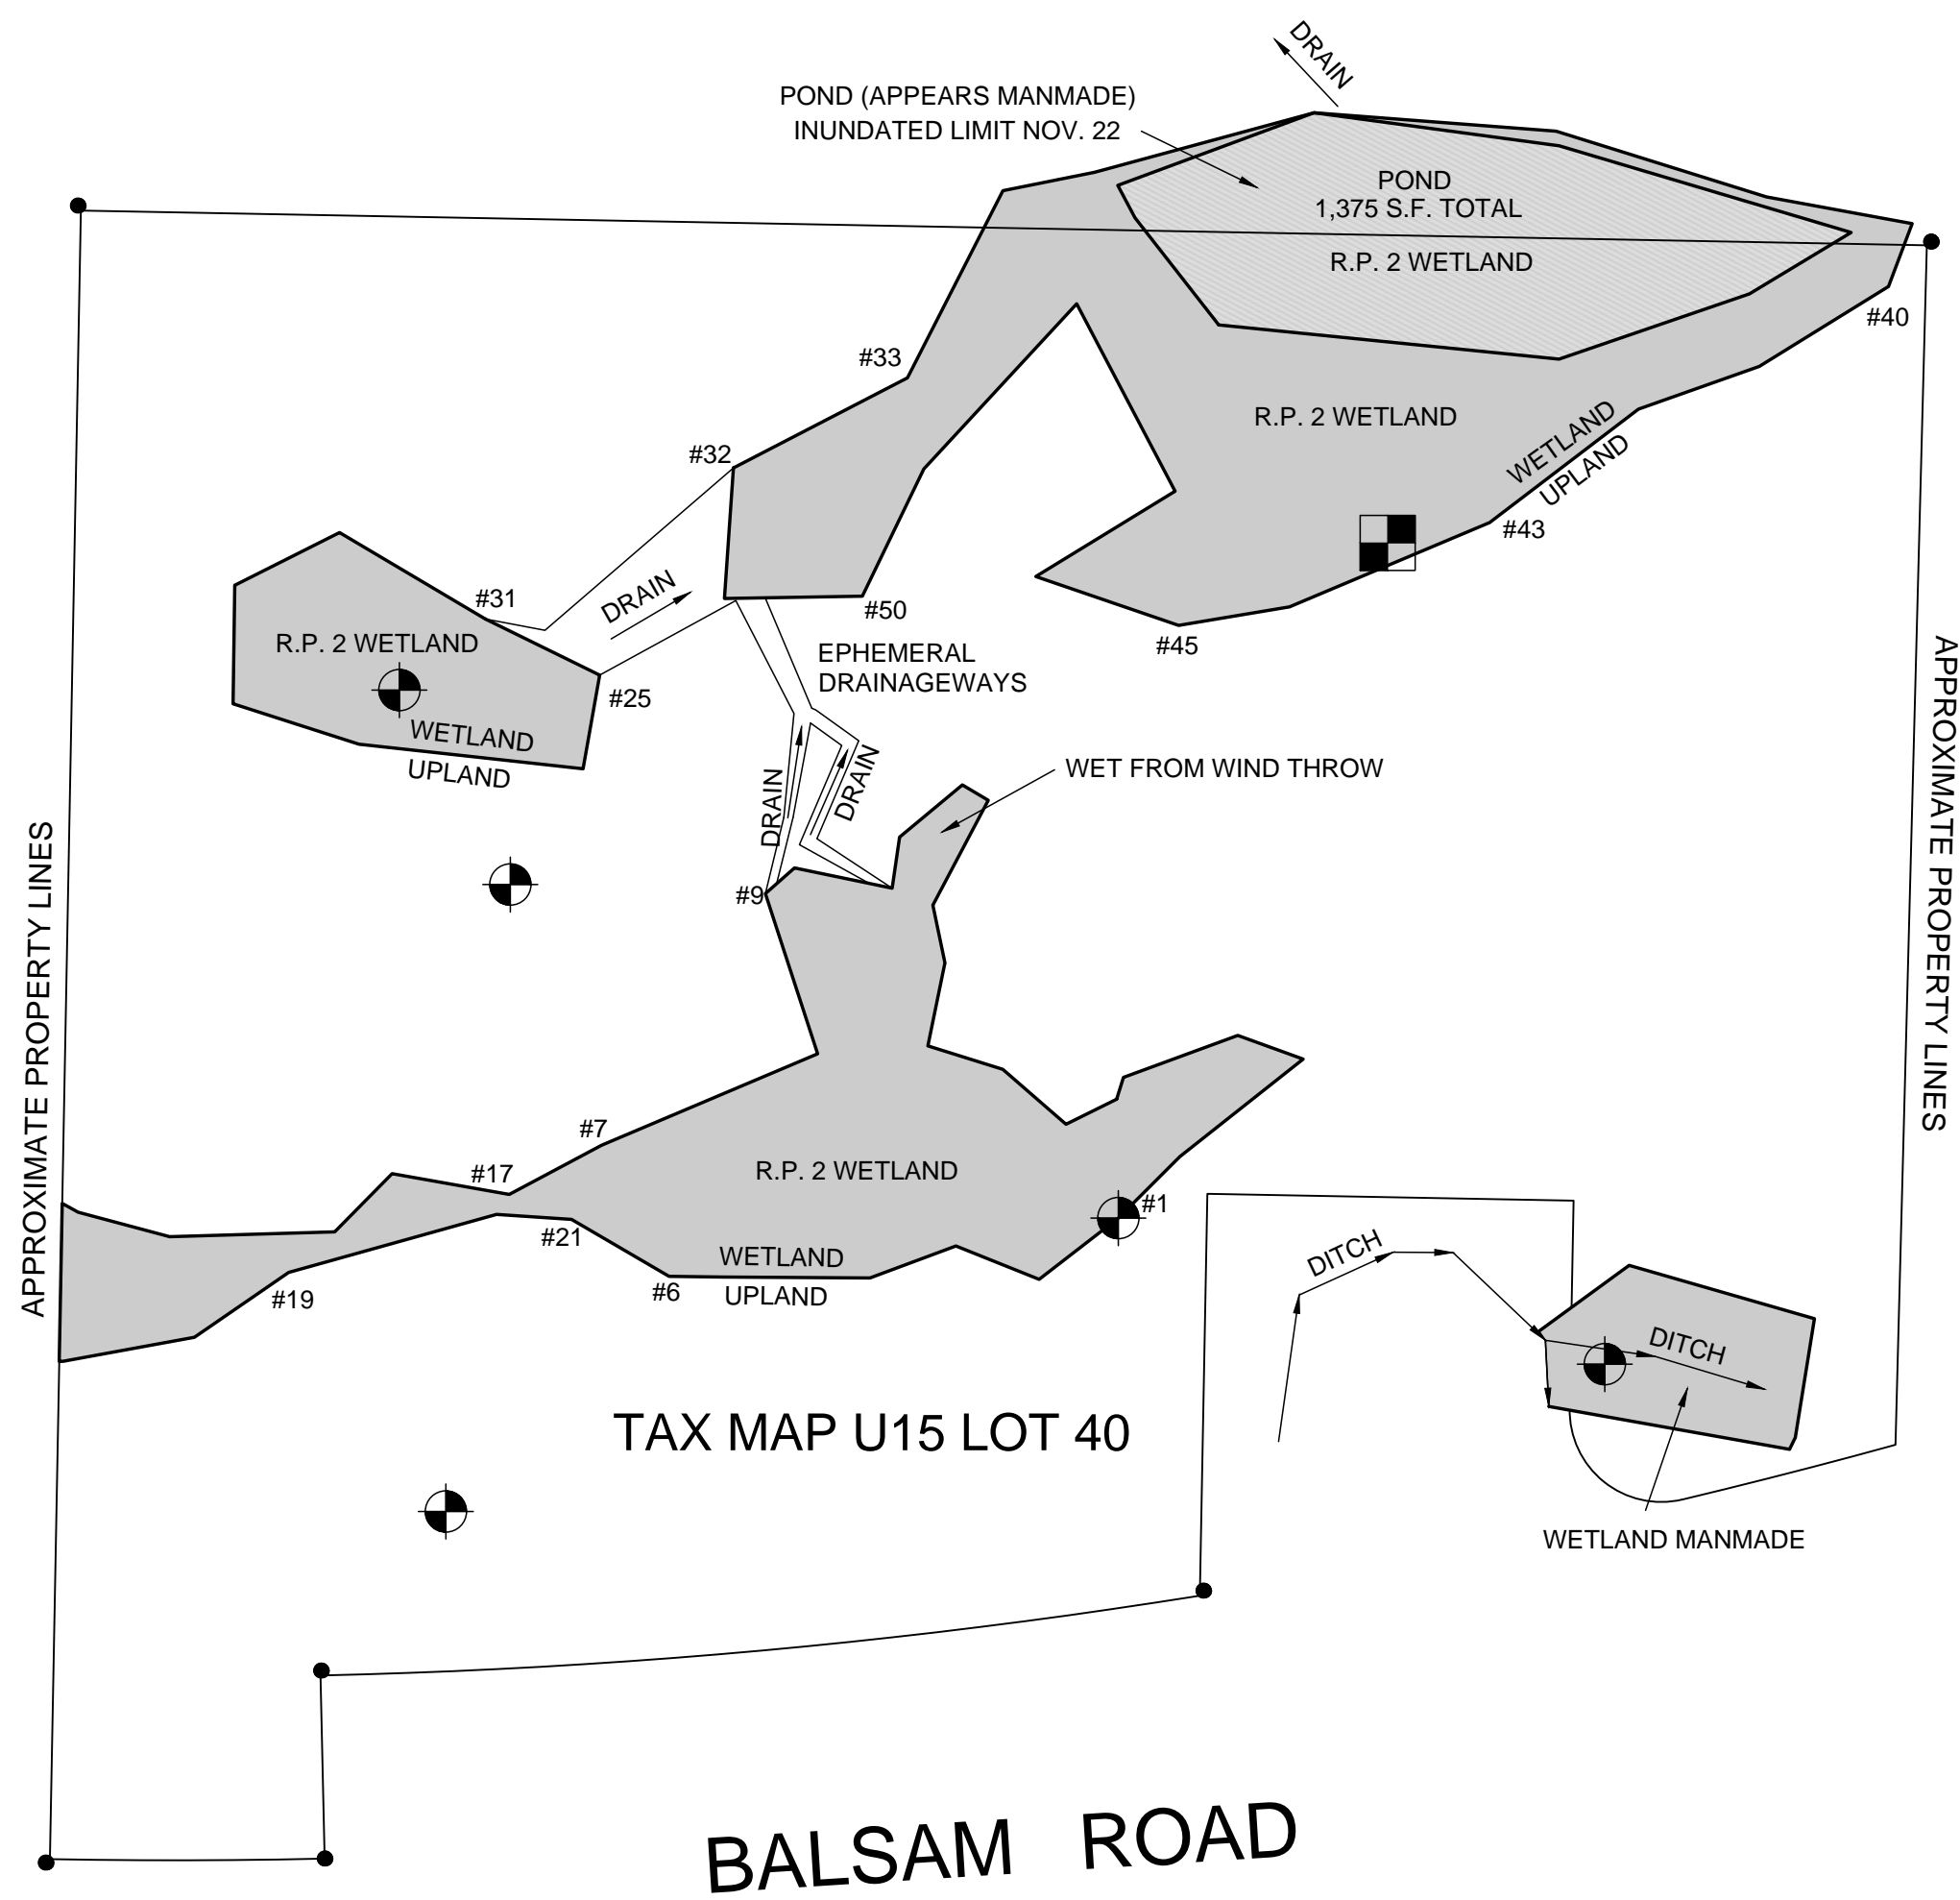 DRAIN
POND (APPEARS MANMADE)
INUNDATED LIMIT NOV. 22
POND
1,375 S.F. TOTAL
R.P. 2 WETLAND
#40
#33
R.P. 2 WETLAND
WETLAND
UPLAND
#32
#43
#31
DRAIN
#50
#45
R.P. 2 WETLAND
EPHEMERAL
DRAINAGEWAYS
#25
WETLAND
UPLAND
APPROXIMATE PROPERTY LINES
WET FROM WIND THROW
DRAIN
DRAIN
#9
APPROXIMATE PROPERTY LINES
#7
#17
R.P. 2 WETLAND
#1
#21
WETLAND
UPLAND
#6
#19
DITCH
DITCH
TAX MAP U15 LOT 40
WETLAND MANMADE
BALSAM ROAD